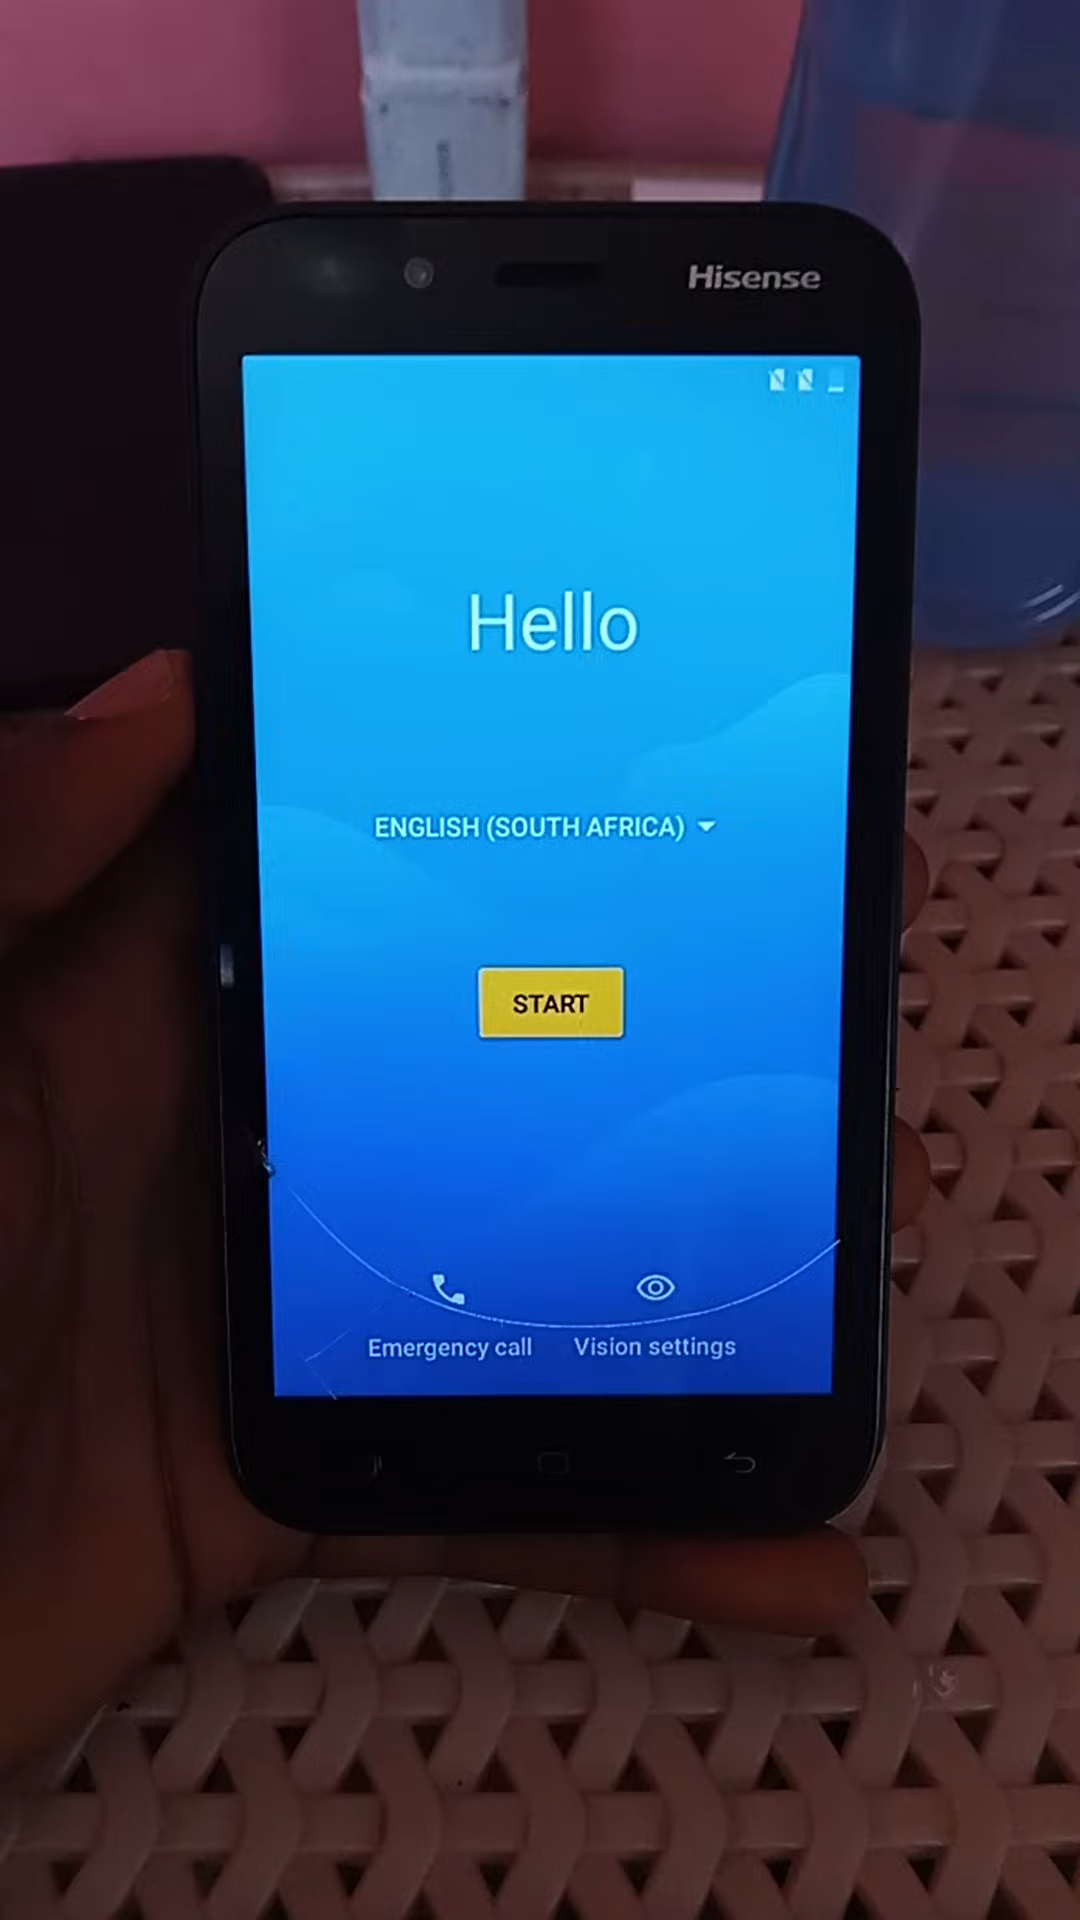 Hisense
Hello
ENGLISH (SOUTH AFRICA)
START
Emergency call
Vision settings